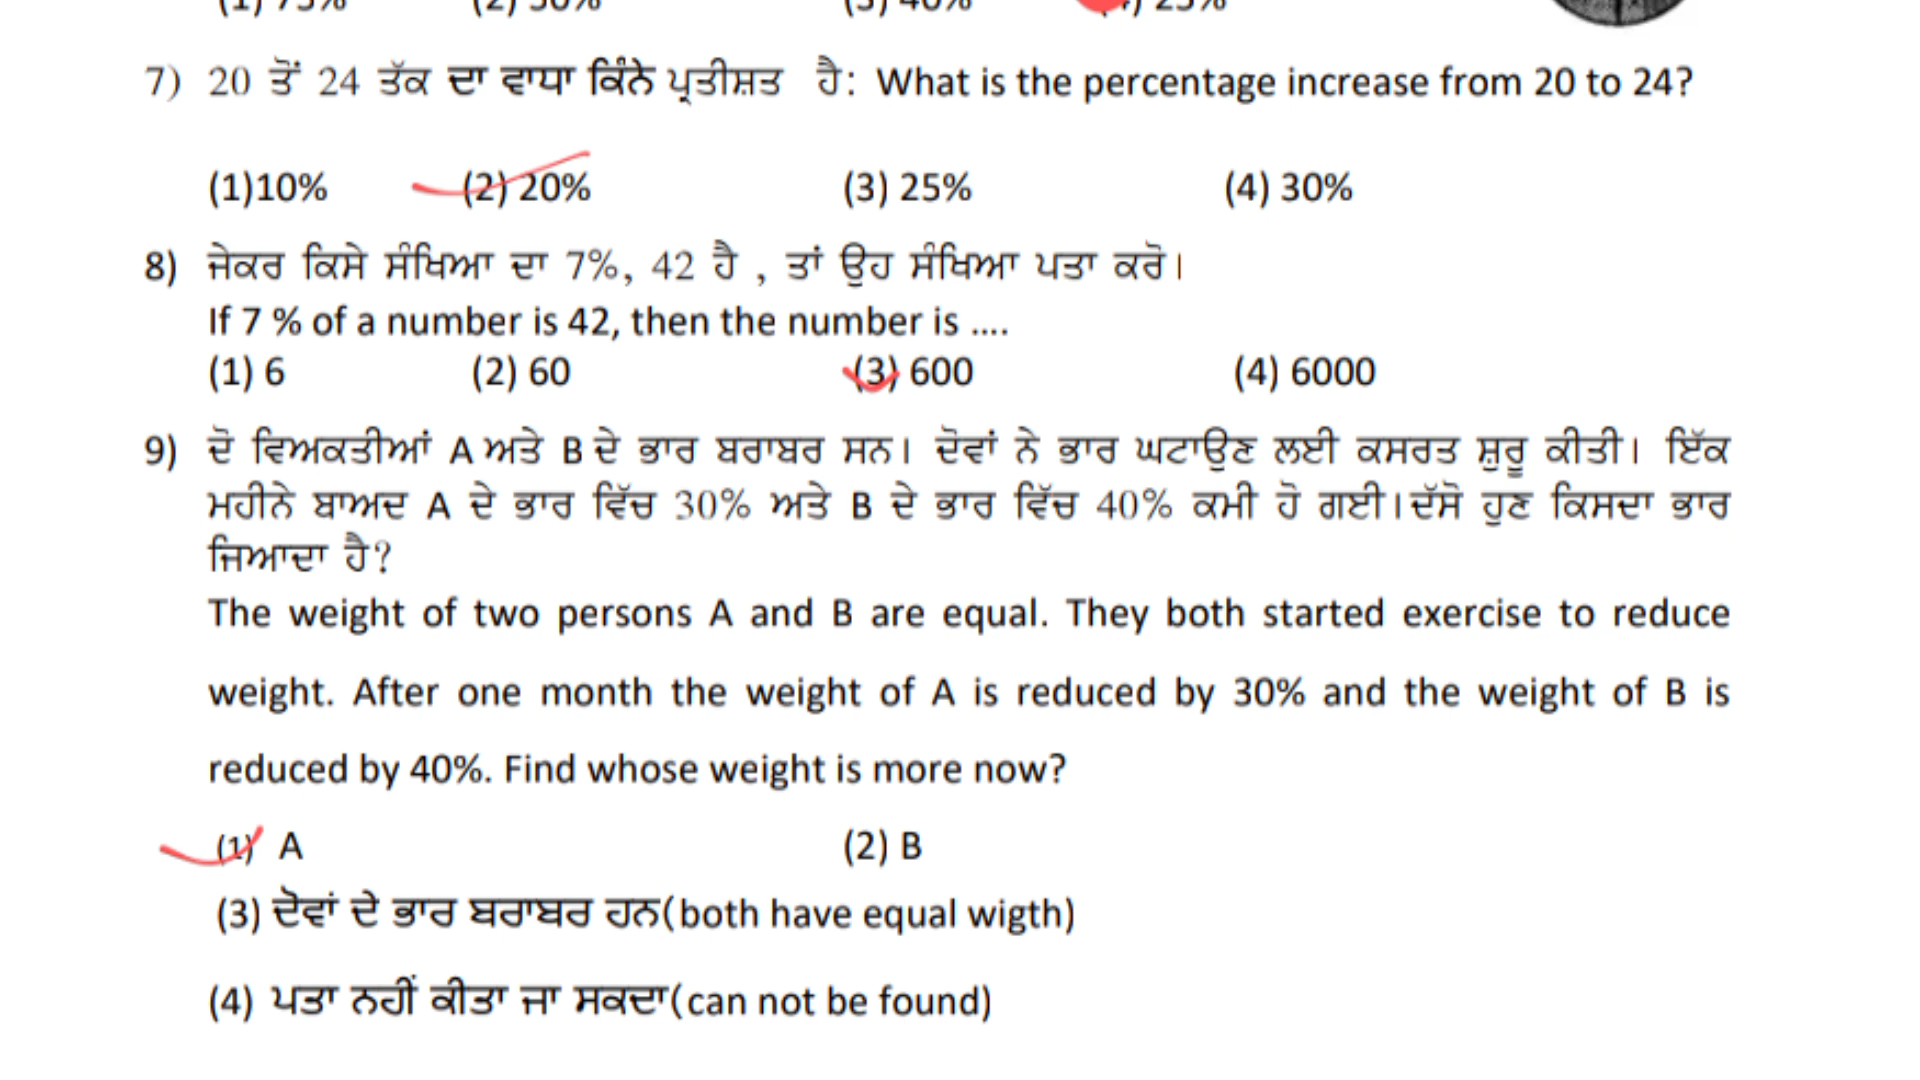 7) 20 ਤੋਂ 24 ਤੱਕ ਦਾ ਵਾਧਾ ਕਿੰਨੇ ਪ੍ਰਤੀਸ਼ਤ ਹੈ: What is the percentage increase from 20 to 24?
(1)10% (2) 20% (3) 25% (4) 30%
8) ਜੇਕਰ ਕਿਸੇ ਸੰਖਿਆ ਦਾ 7%, 42 ਹੈ , ਤਾਂ ਉਹ ਸੰਖਿਆ ਪਤਾ ਕਰੋ।
If 7 % of a number is 42, then the number is ....
(1) 6 (2) 60 (3) 600 (4) 6000
9) ਦੋ ਵਿਅਕਤੀਆਂ A ਅਤੇ B ਦੇ ਭਾਰ ਬਰਾਬਰ ਸਨ। ਦੋਵਾਂ ਨੇ ਭਾਰ ਘਟਾਉਣ ਲਈ ਕਸਰਤ ਸ਼ੁਰੂ ਕੀਤੀ। ਇੱਕ
ਮਹੀਨੇ ਬਾਅਦ A ਦੇ ਭਾਰ ਵਿੱਚ 30% ਅਤੇ B ਦੇ ਭਾਰ ਵਿੱਚ 40% ਕਮੀ ਹੋ ਗਈ।ਦੱਸੋ ਹੁਣ ਕਿਸਦਾ ਭਾਰ
ਜਿਆਦਾ ਹੈ?
The weight of two persons A and B are equal. They both started exercise to reduce
weight. After one month the weight of A is reduced by 30% and the weight of B is
reduced by 40%. Find whose weight is more now?
(1) A (2) B
(3) ਦੋਵਾਂ ਦੇ ਭਾਰ ਬਰਾਬਰ ਹਨ(both have equal wigth)
(4) ਪਤਾ ਨਹੀਂ ਕੀਤਾ ਜਾ ਸਕਦਾ(can not be found)